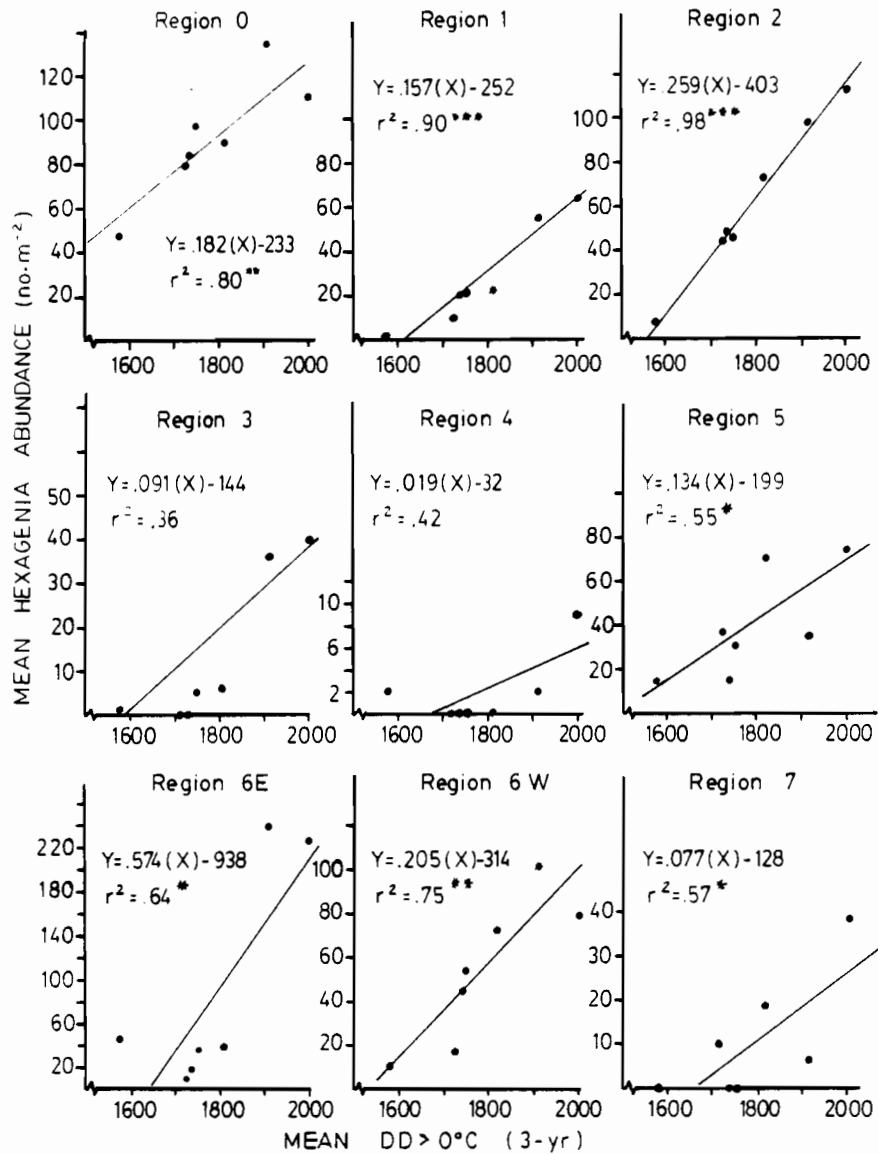 MEAN HEXAGENIA ABUNDANCE (no·m⁻²)
Region 0
Y=.182(X)-233
r² = .80**
120
100
80
60
40
20
1600 1800 2000
Region 1
Y=.157(X)-252
r² = .90***
100
80
60
40
20
1600 1800 2000
Region 2
Y=.259(X)-403
r² = .98***
100
80
60
40
20
1600 1800 2000
Region 3
Y=.091(X)-144
r² = .36
50
40
30
20
10
1600 1800 2000
Region 4
Y=.019(X)-32
r² = .42
10
6
2
1600 1800 2000
Region 5
Y=.134(X)-199
r² = .55*
80
60
40
20
1600 1800 2000
Region 6E
Y=.574(X)-938
r² = .64*
220
180
140
100
60
20
1600 1800 2000
Region 6W
Y=.205(X)-314
r² = .75**
100
80
60
40
20
1600 1800 2000
Region 7
Y=.077(X)-128
r² = .57*
40
30
20
10
1600 1800 2000
MEAN DD>0°C (3-yr)